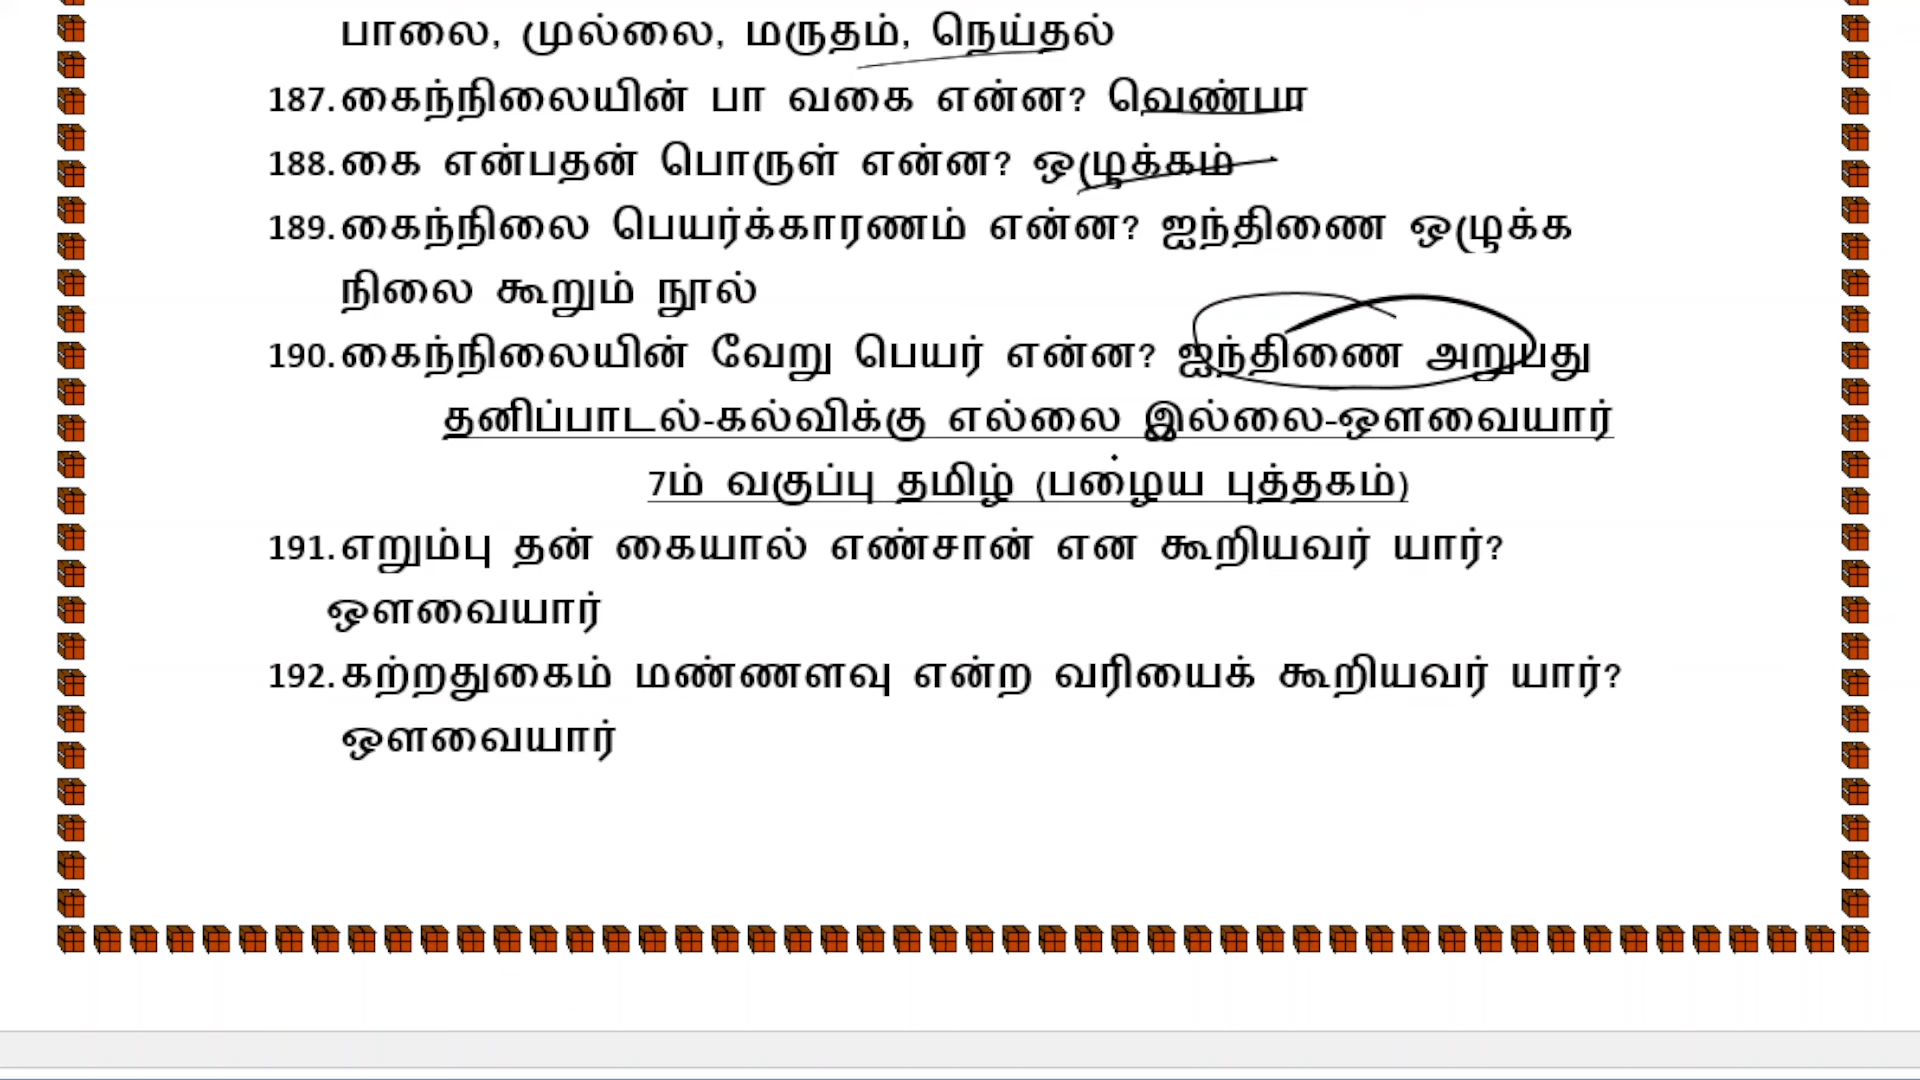 பாலை, முல்லை, மருதம், நெய்தல்
187. கைந்நிலையின் பா வகை என்ன? வெண்பா
188. கை என்பதன் பொருள் என்ன? ஒழுக்கம்
189. கைந்நிலை பெயர்க்காரணம் என்ன? ஐந்திணை ஒழுக்க
நிலை கூறும் நூல்
190. கைந்நிலையின் வேறு பெயர் என்ன? ஐந்திணை அறுபது
தனிப்பாடல்-கல்விக்கு எல்லை இல்லை-ஔவையார்
7ம் வகுப்பு தமிழ் (பழைய புத்தகம்)
191. எறும்பு தன் கையால் எண்சான் என கூறியவர் யார்?
ஔவையார்
192. கற்றதுகைம் மண்ணளவு என்ற வரியைக் கூறியவர் யார்?
ஔவையார்